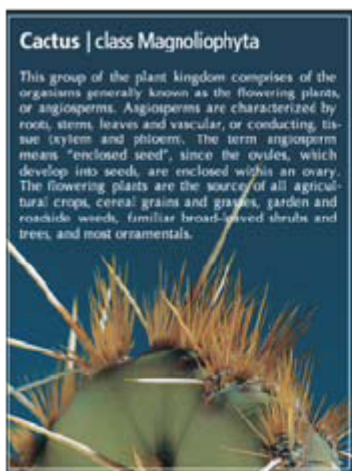 Cactus | class Magnoliophyta
This group of the plant kingdom comprises of the
organisms generally known as the flowering plants,
or angiosperms. Angiosperms are characterized by
roots, stems, leaves and vascular, or conducting, tis-
sue (xylem and phloem). The term angiosperm
means "enclosed seed", since the ovules, which
develop into seeds, are enclosed within an ovary.
The flowering plants are the source of all agricul-
tural crops, cereal grains and grasses, garden and
roadside weeds, familiar broad-leaved shrubs and
trees, and most ornamentals.